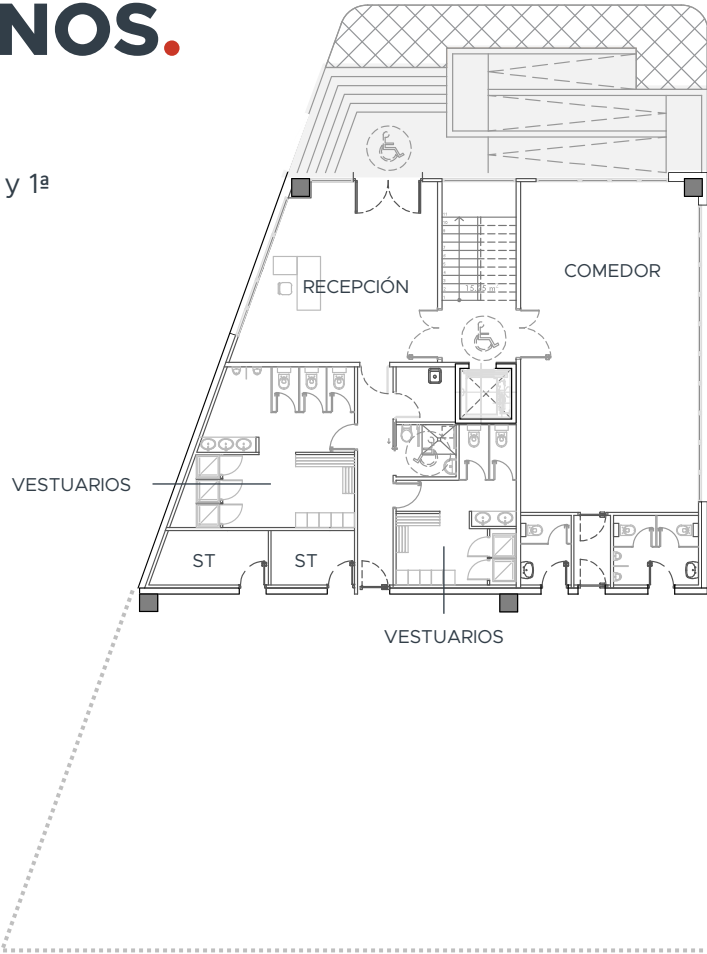 NOS.
y 1ª
COMEDOR
RECEPCIÓN
VESTUARIOS
ST
ST
VESTUARIOS